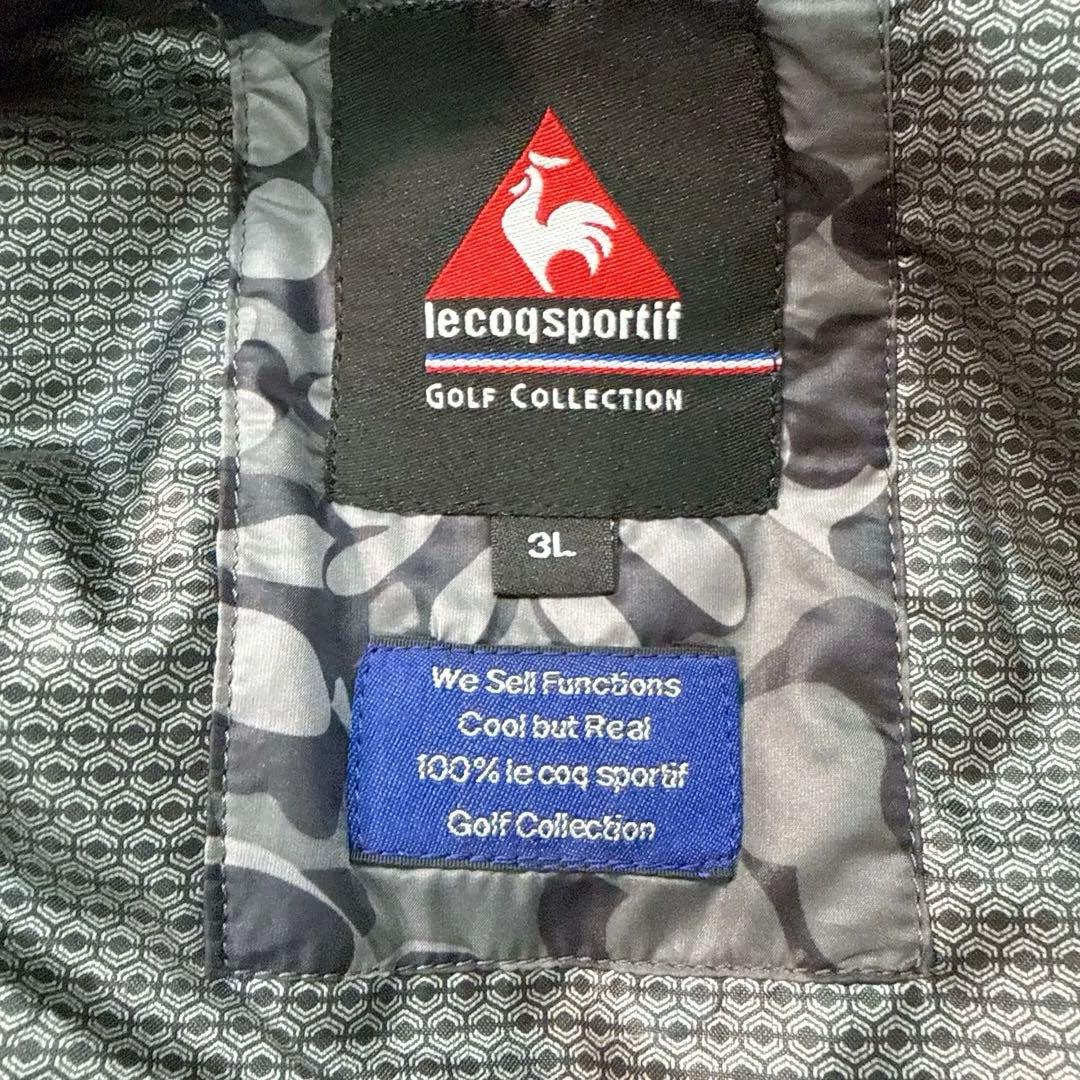 lecoqsportif
GOLF COLLECTION
3L
We Sell Functions
Cool but Real
100% le coq sportif
Golf Collection